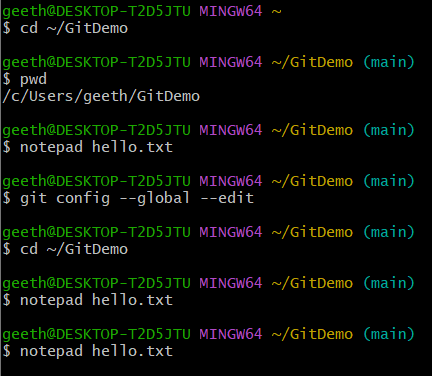 geeth@DESKTOP-T2D5JTU MINGW64 ~
$ cd ~/GitDemo
geeth@DESKTOP-T2D5JTU MINGW64 ~/GitDemo (main)
$ pwd
/c/Users/geeth/GitDemo
geeth@DESKTOP-T2D5JTU MINGW64 ~/GitDemo (main)
$ notepad hello.txt
geeth@DESKTOP-T2D5JTU MINGW64 ~/GitDemo (main)
$ git config --global --edit
geeth@DESKTOP-T2D5JTU MINGW64 ~/GitDemo (main)
$ cd ~/GitDemo
geeth@DESKTOP-T2D5JTU MINGW64 ~/GitDemo (main)
$ notepad hello.txt
geeth@DESKTOP-T2D5JTU MINGW64 ~/GitDemo (main)
$ notepad hello.txt